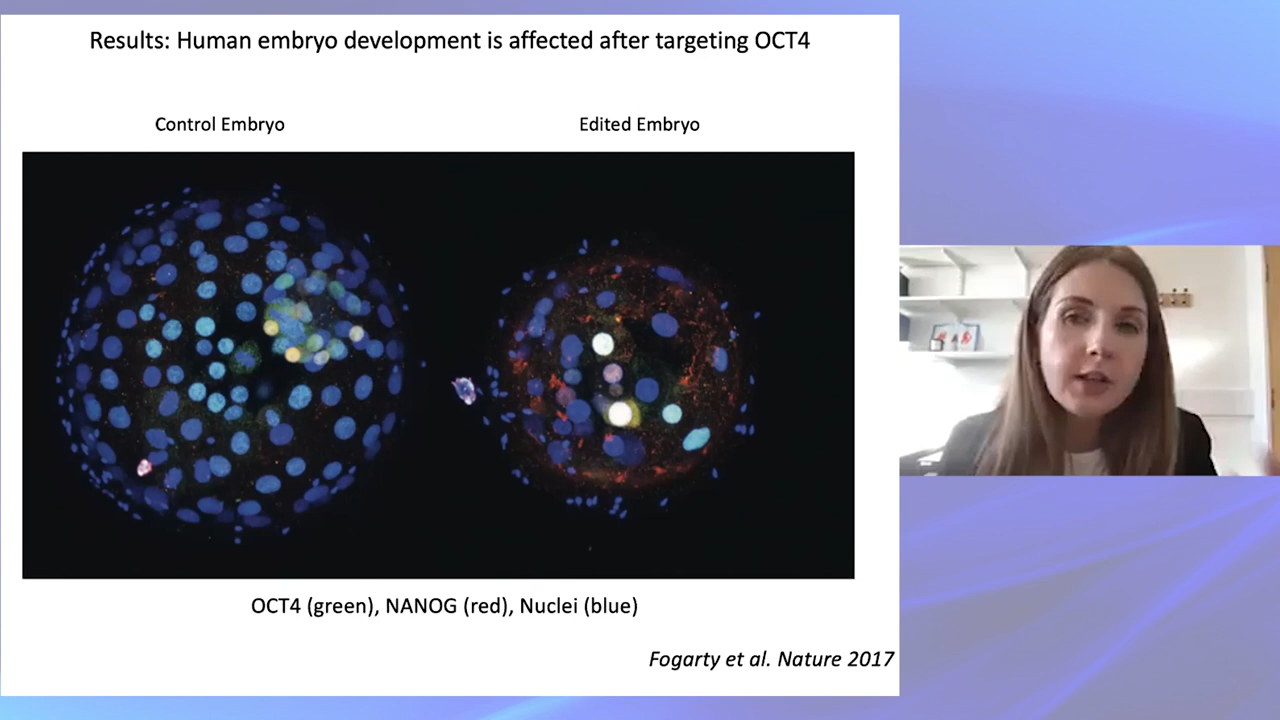 Results: Human embryo development is affected after targeting OCT4
Control Embryo
Edited Embryo
OCT4 (green), NANOG (red), Nuclei (blue)
Fogarty et al. Nature 2017